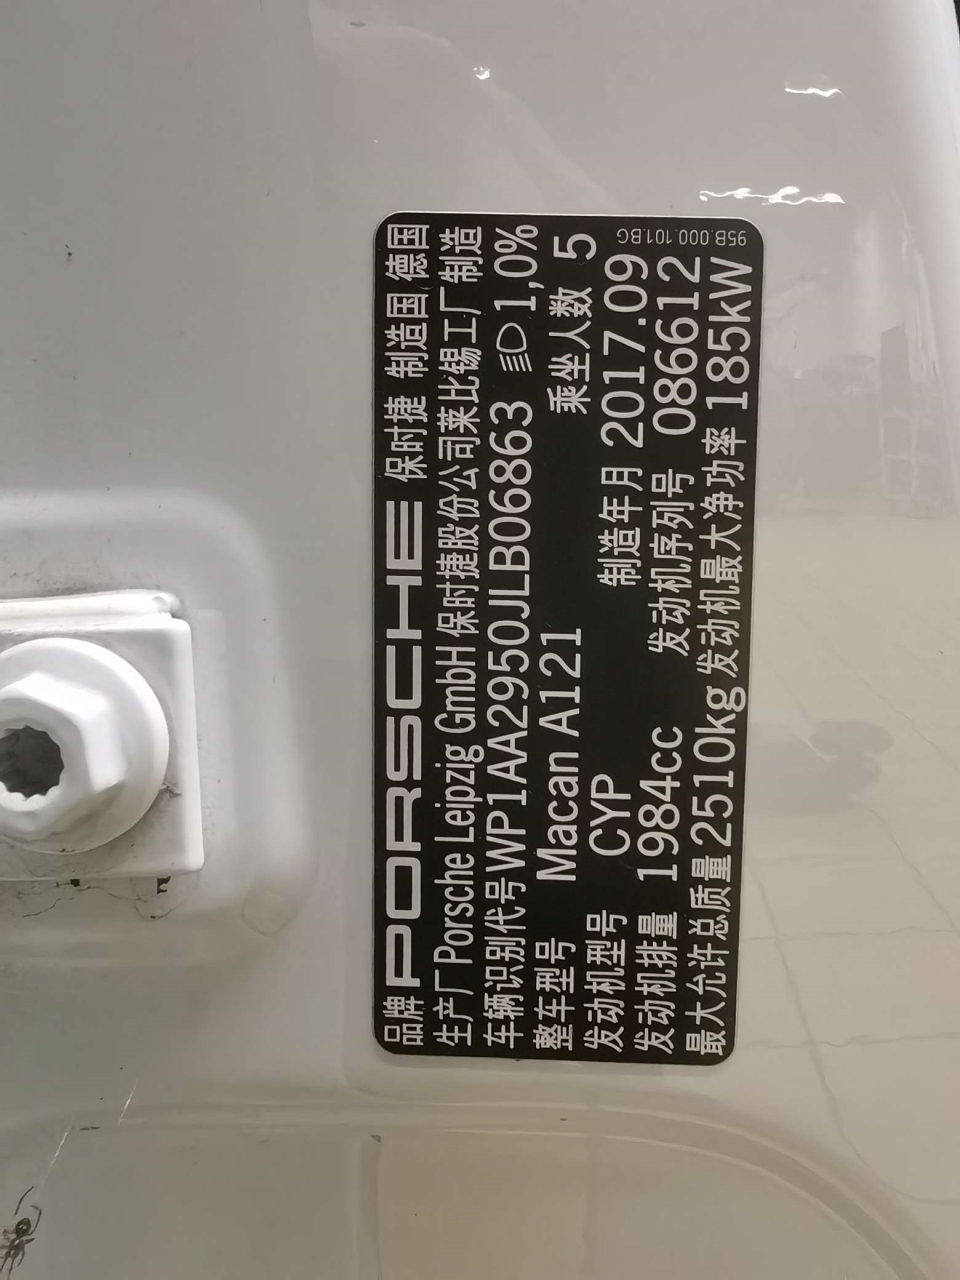 品牌 PORSCHE 保时捷 制造国 德国
生产厂 Porsche Leipzig GmbH 保时捷股份公司莱比锡工厂制造
车辆识别代号 WP1AA2950JLB06863 1,0%
整车型号 Macan A121 乘坐人数 5
发动机型号 CYP 制造年月 2017.09
发动机排量 1984cc 发动机序列号 086612
最大允许总质量 2510kg 发动机最大净功率 185kW
95B.000.101.BG